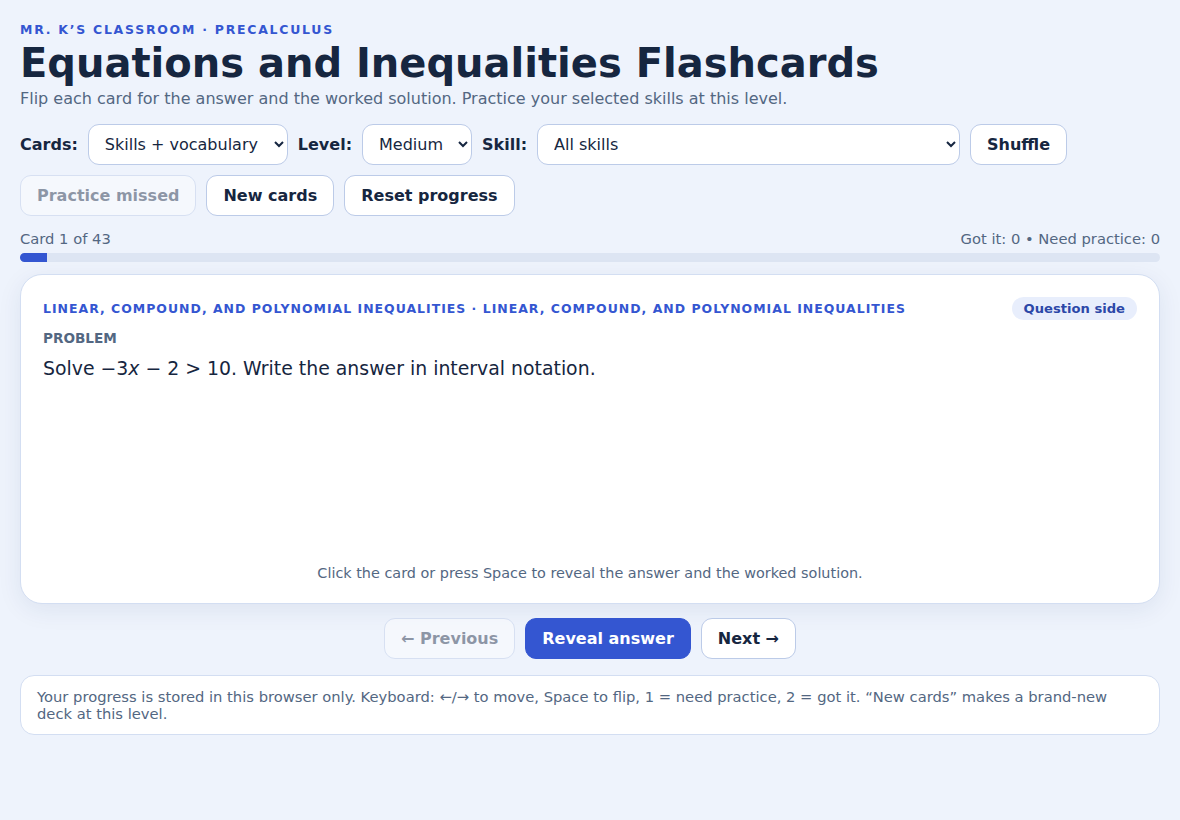 MR. K’S CLASSROOM · PRECALCULUS
Equations and Inequalities Flashcards
Flip each card for the answer and the worked solution. Practice your selected skills at this level.
Cards: Skills + vocabulary Level: Medium Skill: All skills Shuffle
Practice missed New cards Reset progress
Card 1 of 43 Got it: 0 • Need practice: 0
LINEAR, COMPOUND, AND POLYNOMIAL INEQUALITIES · LINEAR, COMPOUND, AND POLYNOMIAL INEQUALITIES Question side
PROBLEM
Solve −3x − 2 > 10. Write the answer in interval notation.
Click the card or press Space to reveal the answer and the worked solution.
← Previous Reveal answer Next →
Your progress is stored in this browser only. Keyboard: ←/→ to move, Space to flip, 1 = need practice, 2 = got it. “New cards” makes a brand-new
deck at this level.